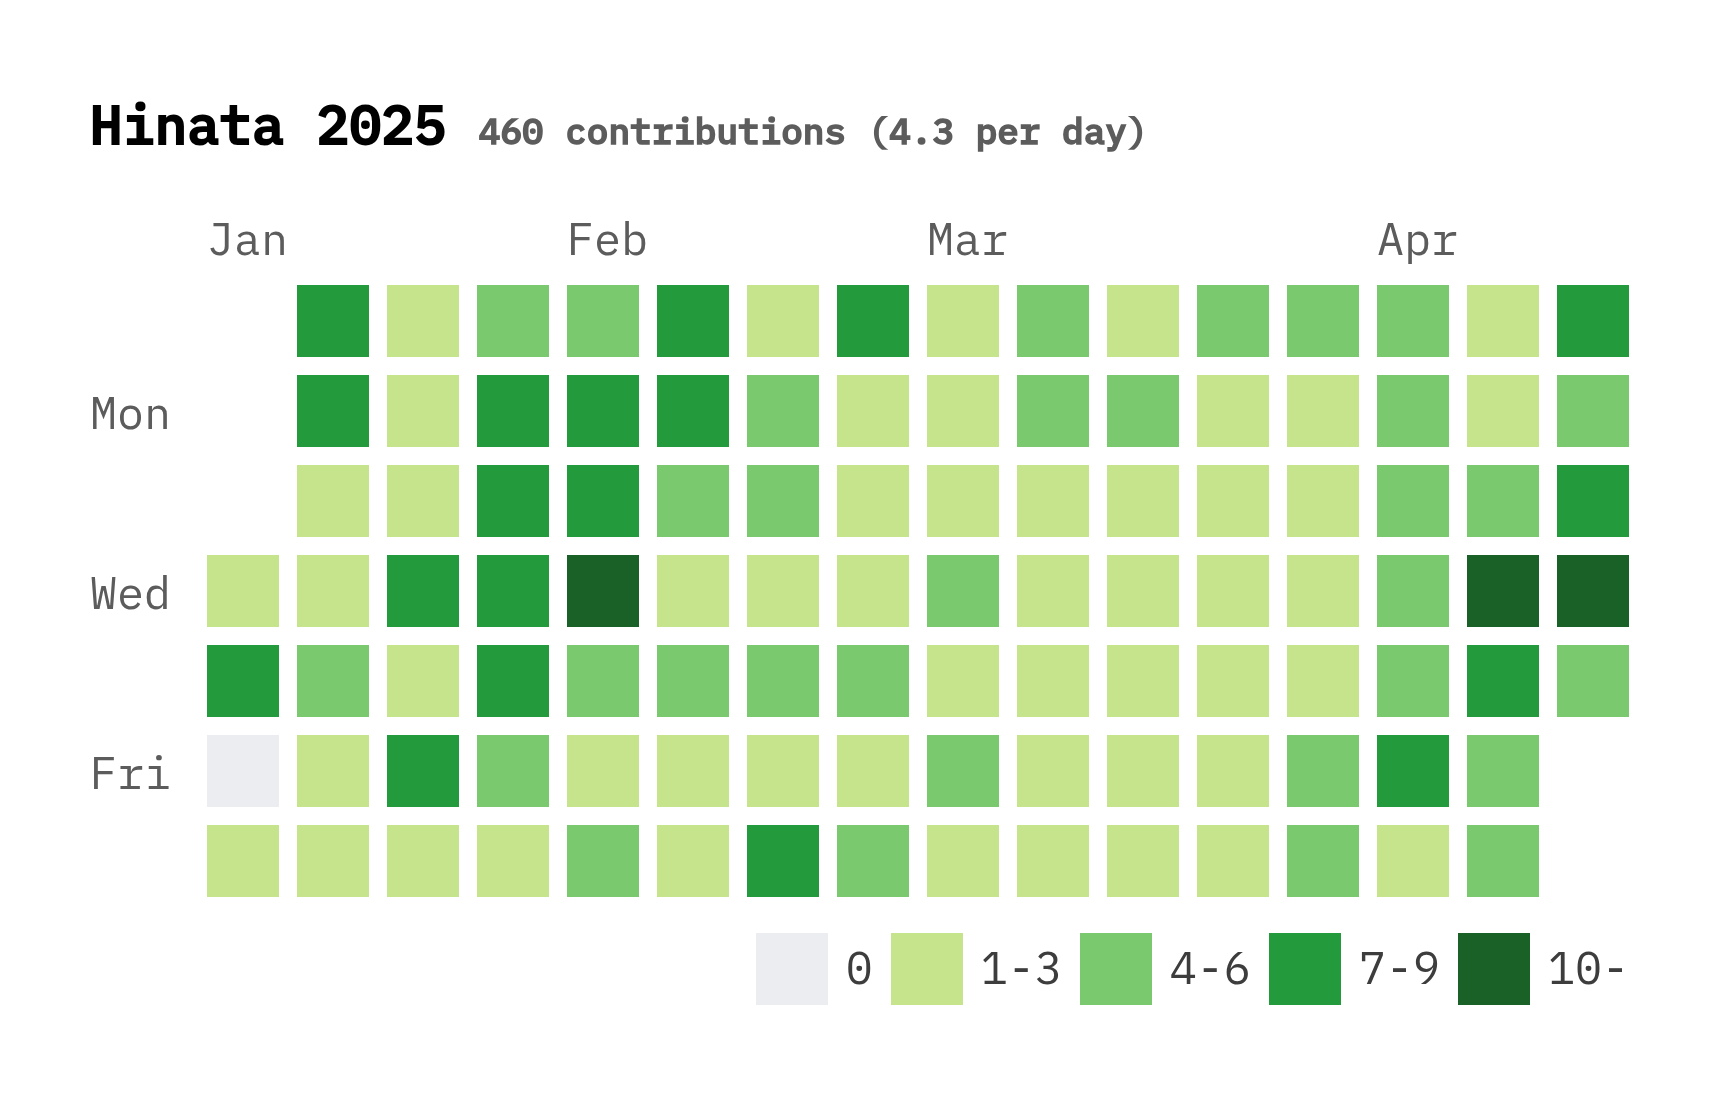 Hinata 2025 460 contributions (4.3 per day)
Jan Feb Mar Apr
Mon
Wed
Fri
0 1-3 4-6 7-9 10-